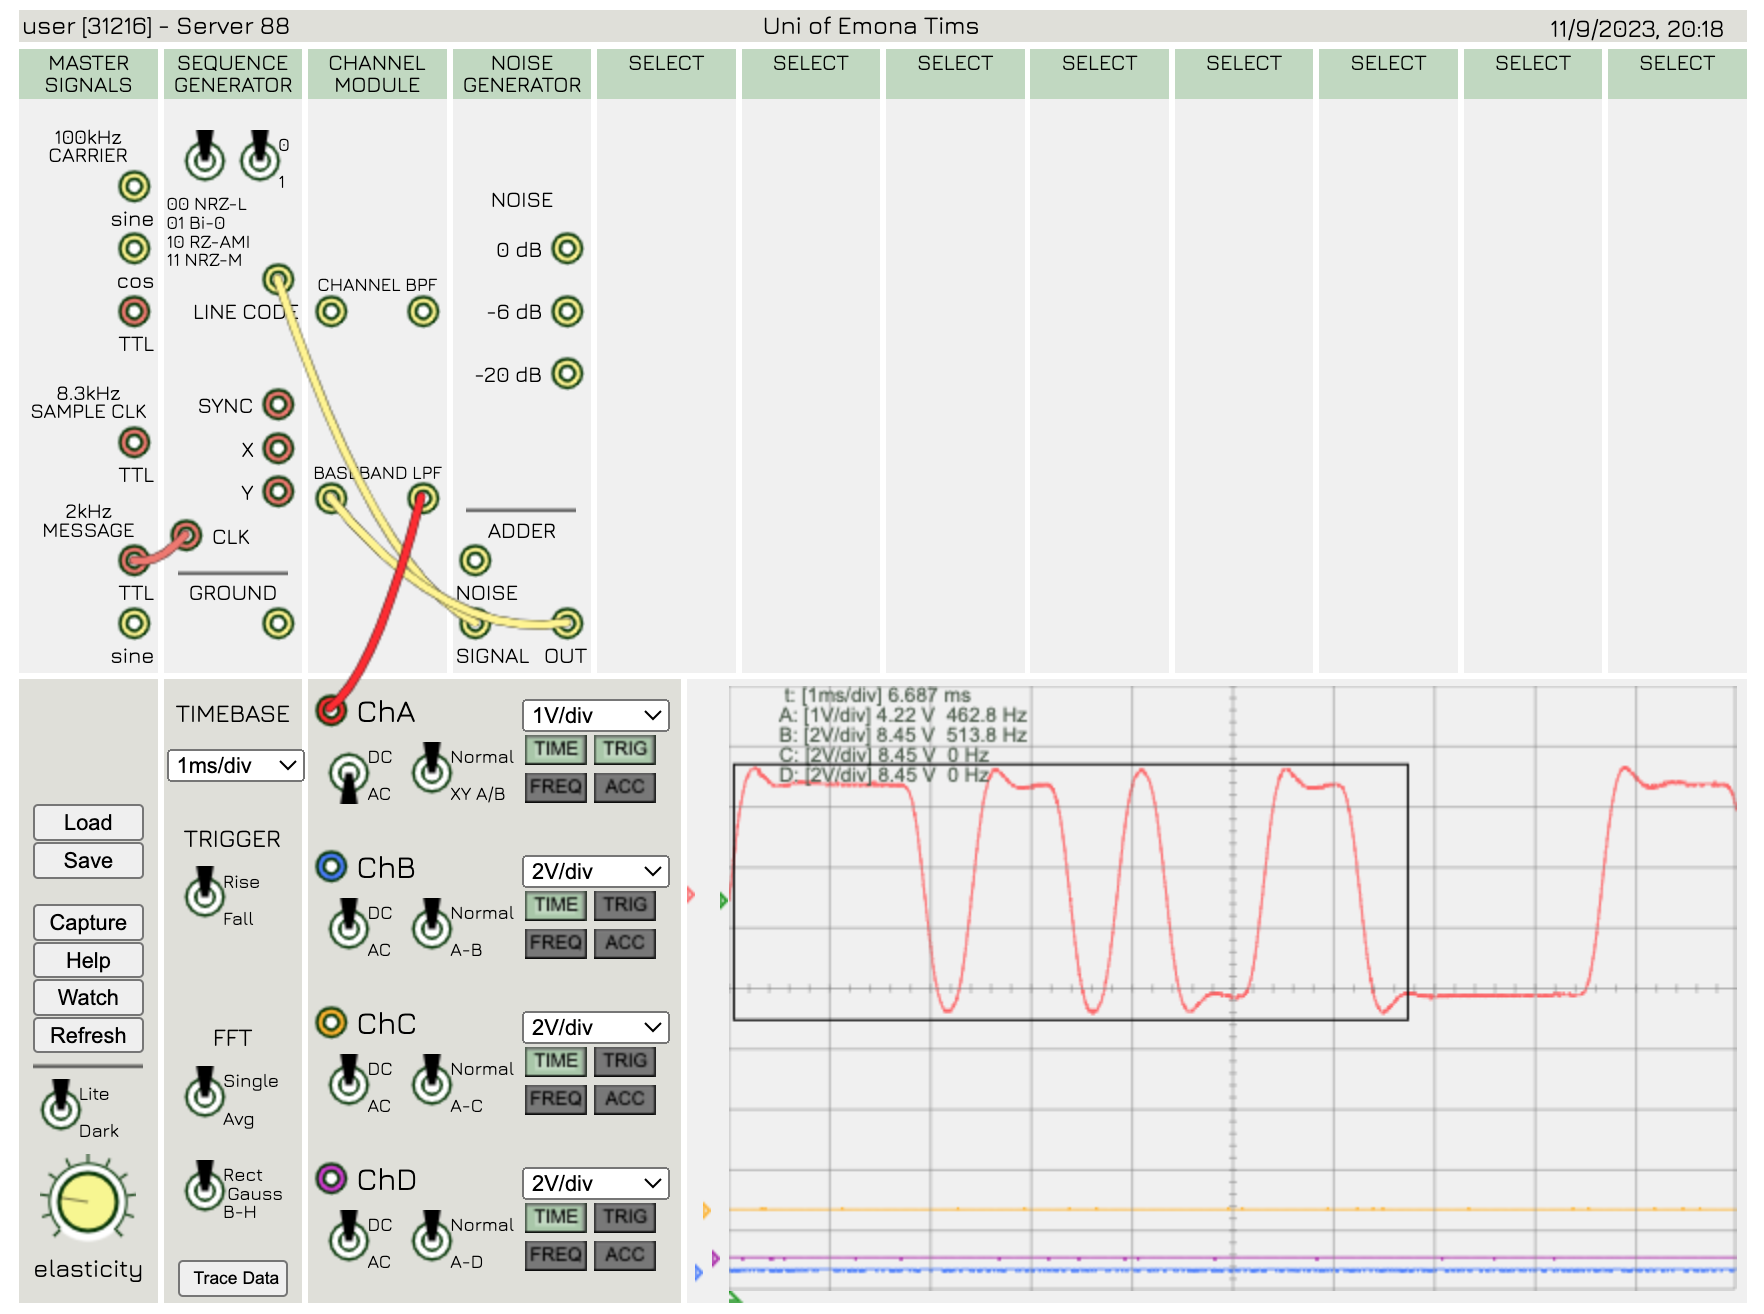 user [31216] - Server 88
Uni of Emona Tims
11/9/2023, 20:18
MASTER SIGNALS
SEQUENCE GENERATOR
CHANNEL MODULE
NOISE GENERATOR
SELECT
SELECT
SELECT
SELECT
SELECT
SELECT
SELECT
SELECT
100kHz
CARRIER
sine
cos
TTL
8.3kHz
SAMPLE CLK
TTL
2kHz
MESSAGE
TTL
sine
0
1
00 NRZ-L
01 Bi-0
10 RZ-AMI
11 NRZ-M
LINE CODE
SYNC
X
Y
CLK
GROUND
CHANNEL BPF
BASEBAND LPF
NOISE
0 dB
-6 dB
-20 dB
ADDER
NOISE
SIGNAL OUT
Load
Save
Capture
Help
Watch
Refresh
Lite
Dark
elasticity
TIMEBASE
1ms/div
TRIGGER
Rise
Fall
FFT
Single
Avg
Rect
Gauss
B-H
Trace Data
ChA
1V/div
DC
AC
Normal
XY A/B
TIME TRIG
FREQ ACC
ChB
2V/div
DC
AC
Normal
A-B
TIME TRIG
FREQ ACC
ChC
2V/div
DC
AC
Normal
A-C
TIME TRIG
FREQ ACC
ChD
2V/div
DC
AC
Normal
A-D
TIME TRIG
FREQ ACC
t: [1ms/div] 6.687 ms
A: [1V/div] 4.22 V 462.8 Hz
B: [2V/div] 8.45 V 513.8 Hz
C: [2V/div] 8.45 V 0 Hz
D: [2V/div] 8.45 V 0 Hz